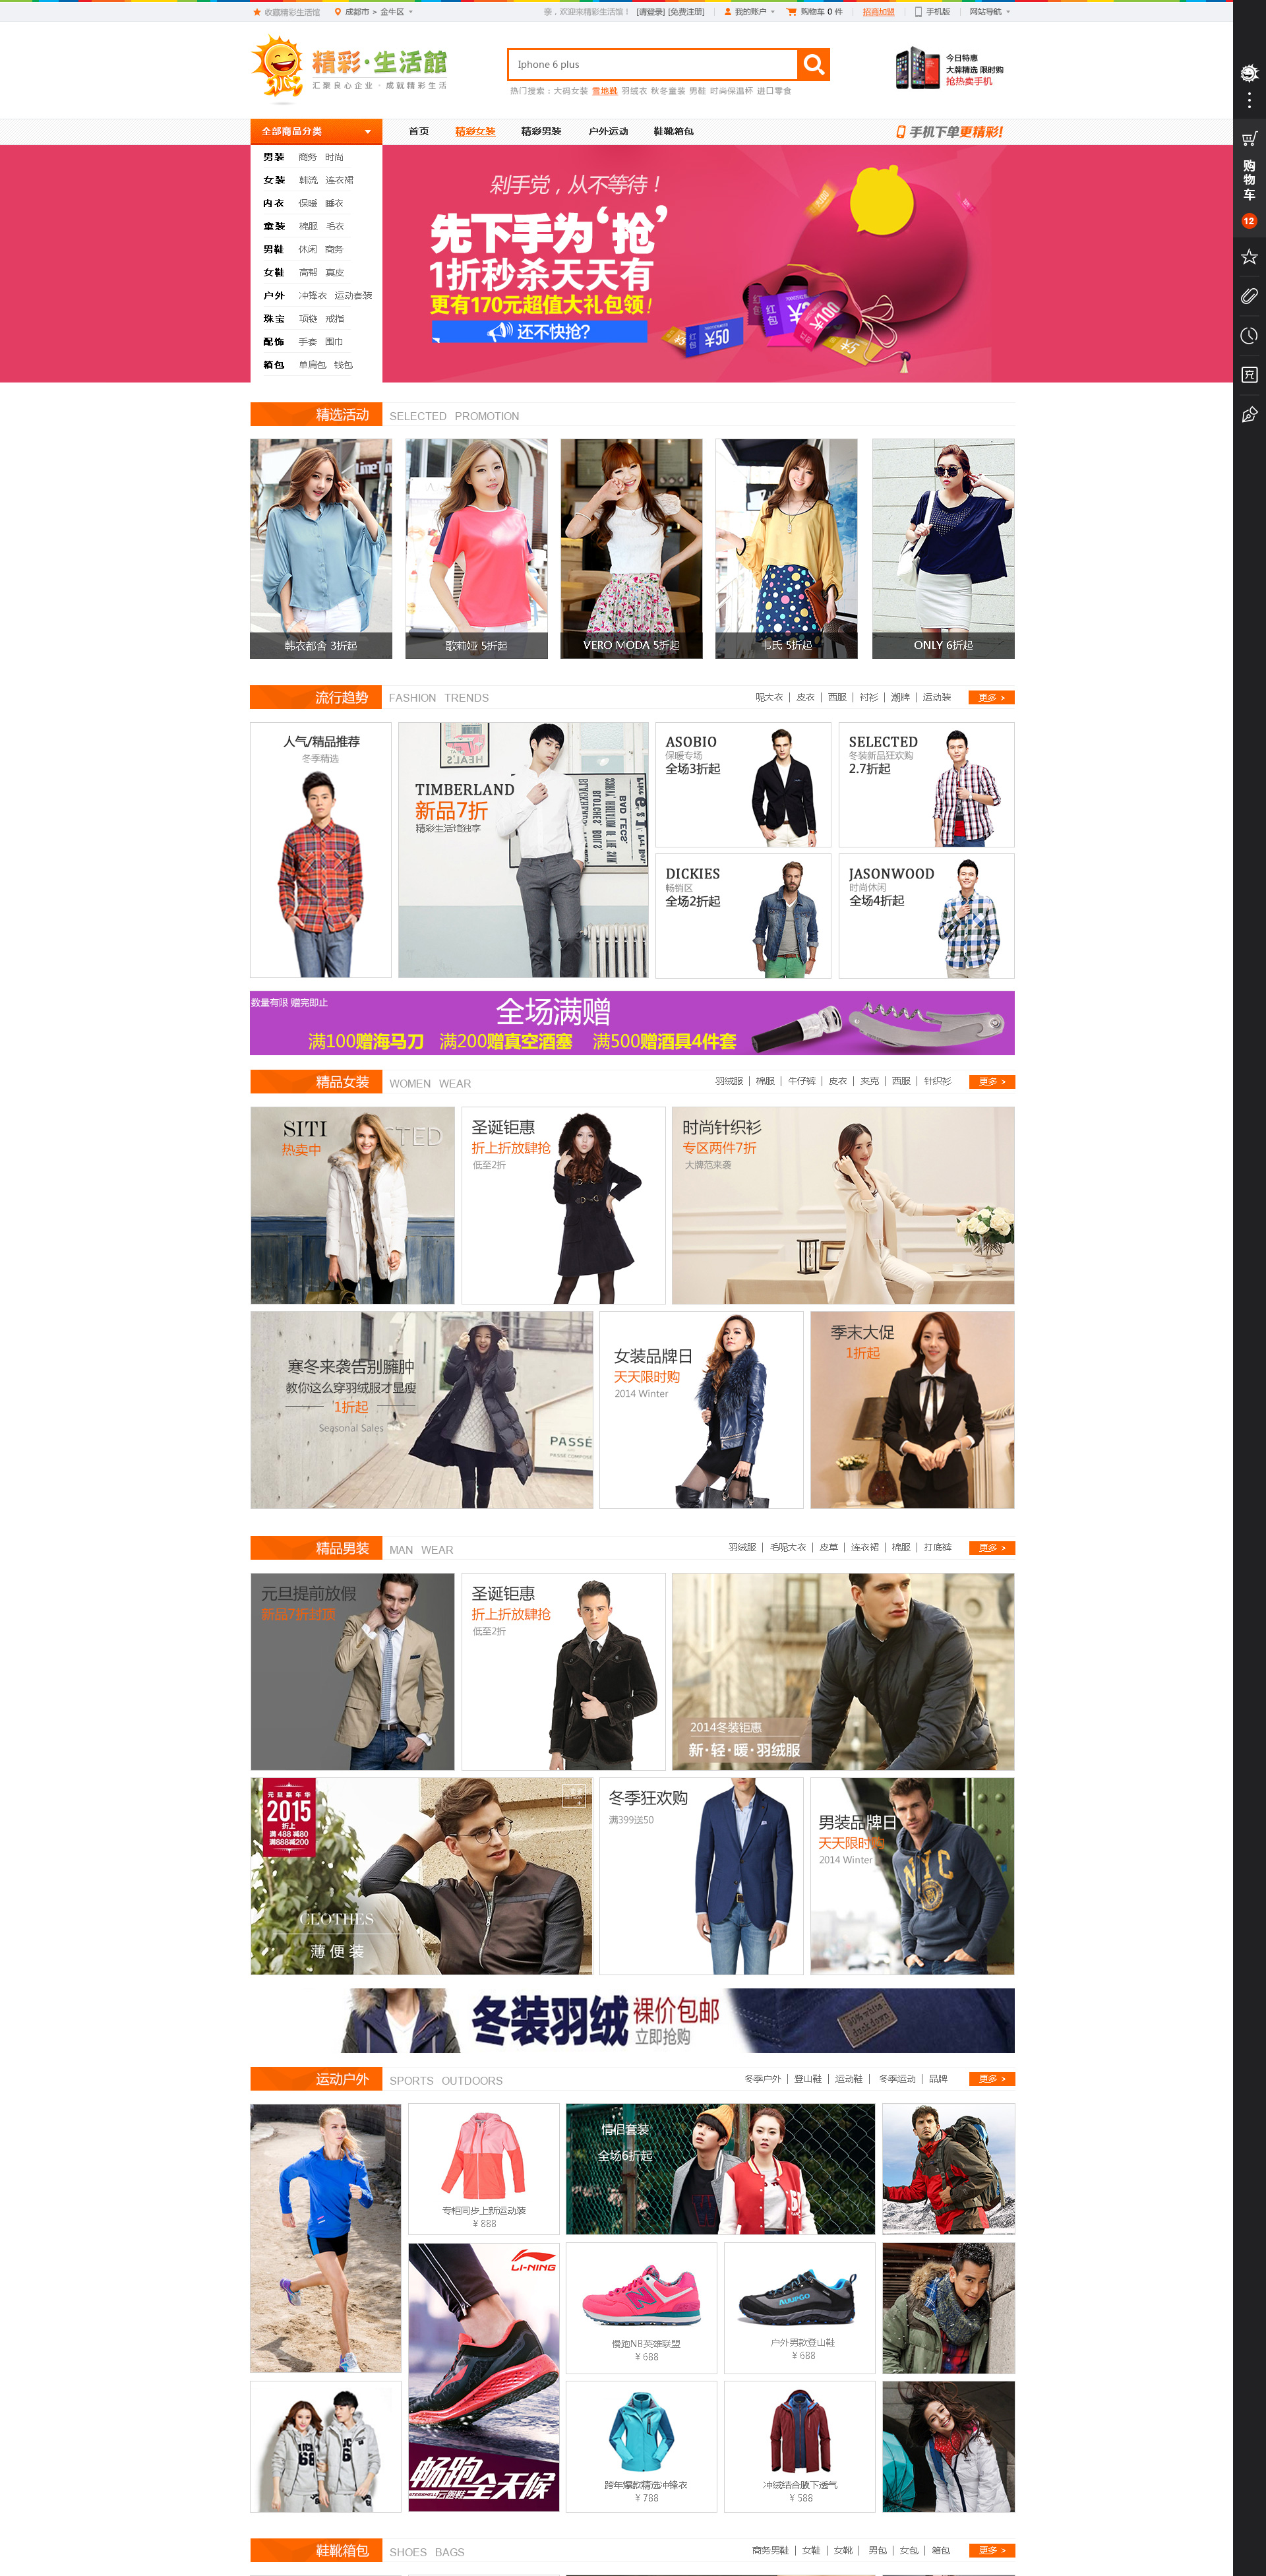 收藏精彩生活馆 成都市 > 金牛区
亲，欢迎来精彩生活馆！ [请登录] [免费注册] 我的账户 购物车 0 件 招商加盟 手机版 网站导航
精彩·生活館
汇聚良心企业 · 成就精彩生活
Iphone 6 plus
热门搜索：大码女装 雪地靴 羽绒衣 秋冬童装 男鞋 时尚保温杯 进口零食
今日特惠
大牌精选 限时购
抢热卖手机
全部商品分类 首页 精彩女装 精彩男装 户外运动 鞋靴箱包 手机下单更精彩!
男装 商务 时尚
女装 韩流 连衣裙
内衣 保暖 睡衣
童装 棉服 毛衣
男鞋 休闲 商务
女鞋 高帮 真皮
户外 冲锋衣 运动套装
珠宝 项链 戒指
配饰 手套 围巾
箱包 单肩包 钱包
剁手党，从不等待！
先下手为‘抢’
1折秒杀天天有
更有170元超值大礼包领！
还不快抢?
红包
¥50
红包
红包
¥100
¥5
购物车
12
充
精选活动 SELECTED PROMOTION
韩衣都舍 3折起
歌莉娅 5折起
VERO MODA 5折起
韦氏 5折起
ONLY 6折起
流行趋势 FASHION TRENDS 呢大衣 | 皮衣 | 西服 | 衬衫 | 潮牌 | 运动装 更多 >
人气/精品推荐
冬季精选
TIMBERLAND
新品7折
精彩生活馆独享
ASOBIO
保暖专场
全场3折起
SELECTED
冬装新品狂欢购
2.7折起
DICKIES
畅销区
全场2折起
JASONWOOD
时尚休闲
全场4折起
数量有限 赠完即止
全场满赠
满100赠海马刀 满200赠真空酒塞 满500赠酒具4件套
精品女装 WOMEN WEAR 羽绒服 | 棉服 | 牛仔裤 | 皮衣 | 夹克 | 西服 | 针织衫 更多 >
SITI
热卖中
CTED
圣诞钜惠
折上折放肆抢
低至2折
时尚针织衫
专区两件7折
大牌范来袭
寒冬来袭告别臃肿
教你这么穿羽绒服才显瘦
1折起
Seasonal Sales
PASSÉ
女装品牌日
天天限时购
2014 Winter
季末大促
1折起
精品男装 MAN WEAR 羽绒服 | 毛呢大衣 | 皮草 | 连衣裙 | 棉服 | 打底裤 更多 >
元旦提前放假
新品7折封顶
圣诞钜惠
折上折放肆抢
低至2折
2014冬装钜惠
新·轻·暖·羽绒服
元旦嘉年华
2015
折上
满 488 减80
满888减200
CLOTHES
薄便装
冬季狂欢购
满399送50
男装品牌日
天天限时购
2014 Winter
冬装羽绒 裸价包邮
立即抢购
运动户外 SPORTS OUTDOORS 冬季户外 | 登山鞋 | 运动鞋 | 冬季运动 | 品牌 更多 >
专柜同步上新运动装
¥ 888
情侣套装
全场6折起
LI-NING
畅跑全天候
云跑鞋
慢跑NB英雄联盟
¥ 688
户外男款登山鞋
¥ 688
跨年爆款精选冲锋衣
¥ 788
冲绒结合腋下透气
¥ 588
鞋靴箱包 SHOES BAGS 商务男鞋 | 女鞋 | 女靴 | 男包 | 女包 | 箱包 更多 >